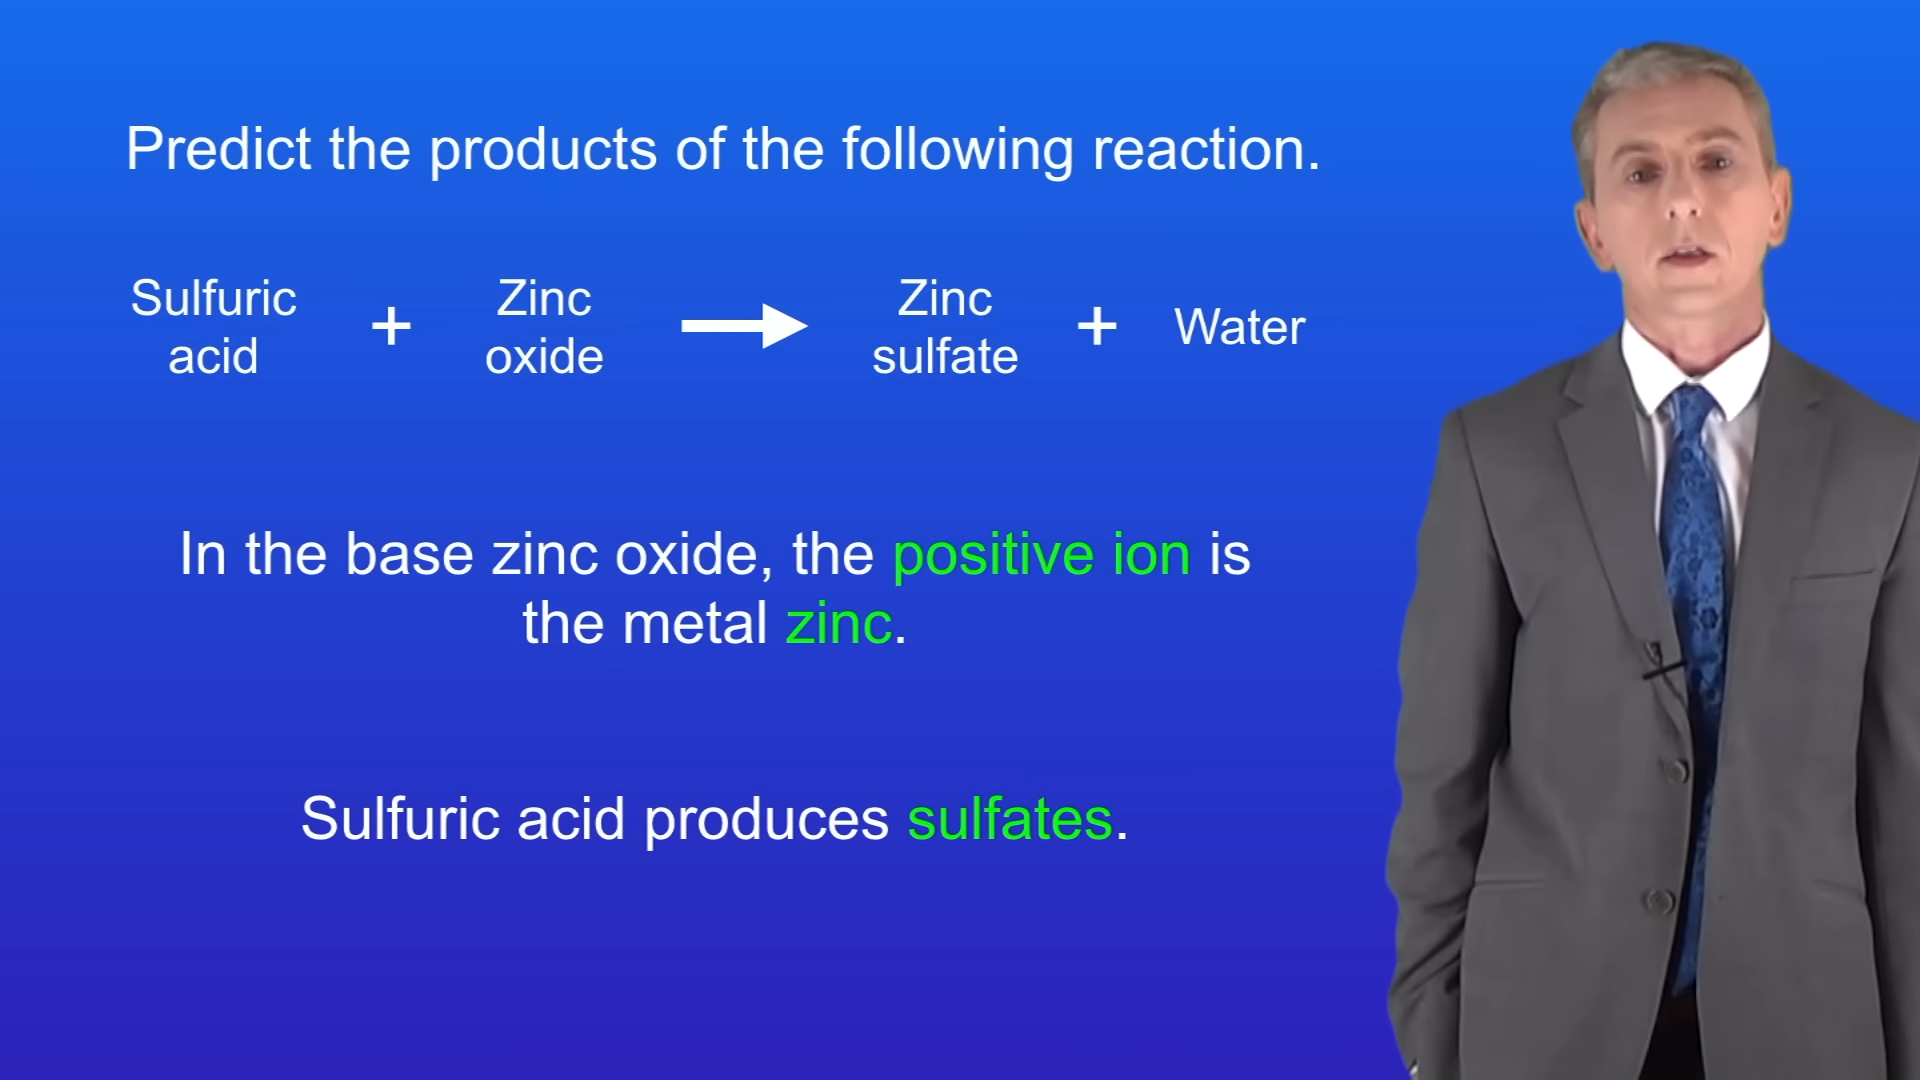 Predict the products of the following reaction.
Sulfuric acid + Zinc oxide → Zinc sulfate + Water
In the base zinc oxide, the positive ion is
the metal zinc.
Sulfuric acid produces sulfates.